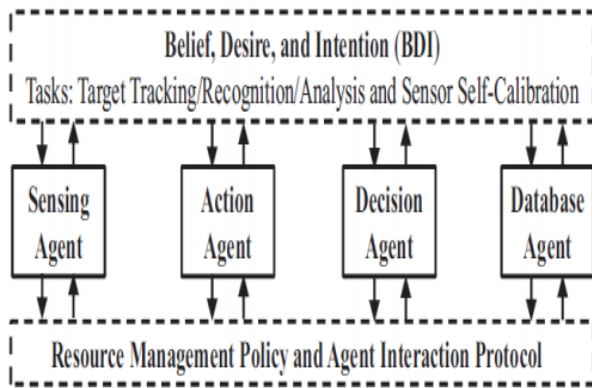 Belief, Desire, and Intention (BDI)
Tasks: Target Tracking/Recognition/Analysis and Sensor Self-Calibration
Sensing
Agent
Action
Agent
Decision
Agent
Database
Agent
Resource Management Policy and Agent Interaction Protocol